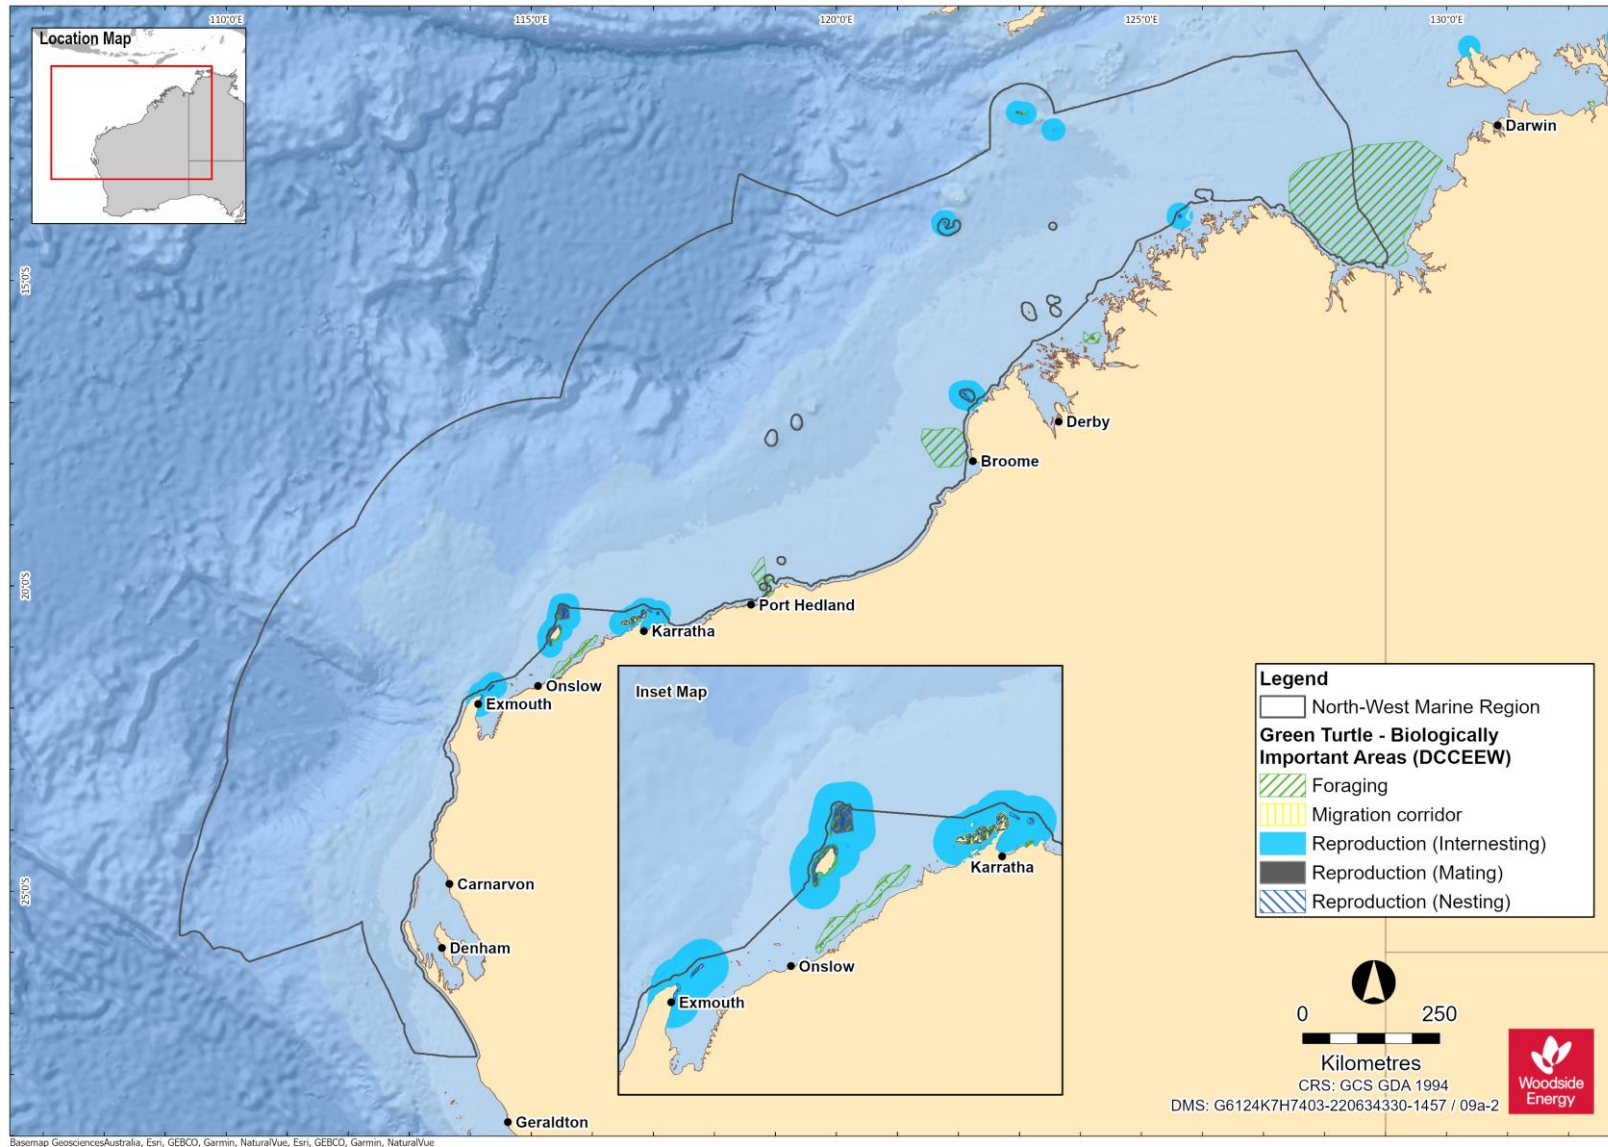 110°0'E
115°0'E
120°0'E
125°0'E
130°0'E
Location Map
Darwin
15°0'S
Derby
Broome
20°0'S
Port Hedland
Karratha
Onslow
Exmouth
Inset Map
Karratha
Onslow
Exmouth
25°0'S
Carnarvon
Denham
Geraldton
Legend
North-West Marine Region
Green Turtle - Biologically
Important Areas (DCCEEW)
Foraging
Migration corridor
Reproduction (Internesting)
Reproduction (Mating)
Reproduction (Nesting)
0 250
Kilometres
CRS: GCS GDA 1994
DMS: G6124K7H7403-220634330-1457 / 09a-2
Woodside
Energy
Basemap GeosciencesAustralia, Esri, GEBCO, Garmin, NaturalVue, Esri, GEBCO, Garmin, NaturalVue